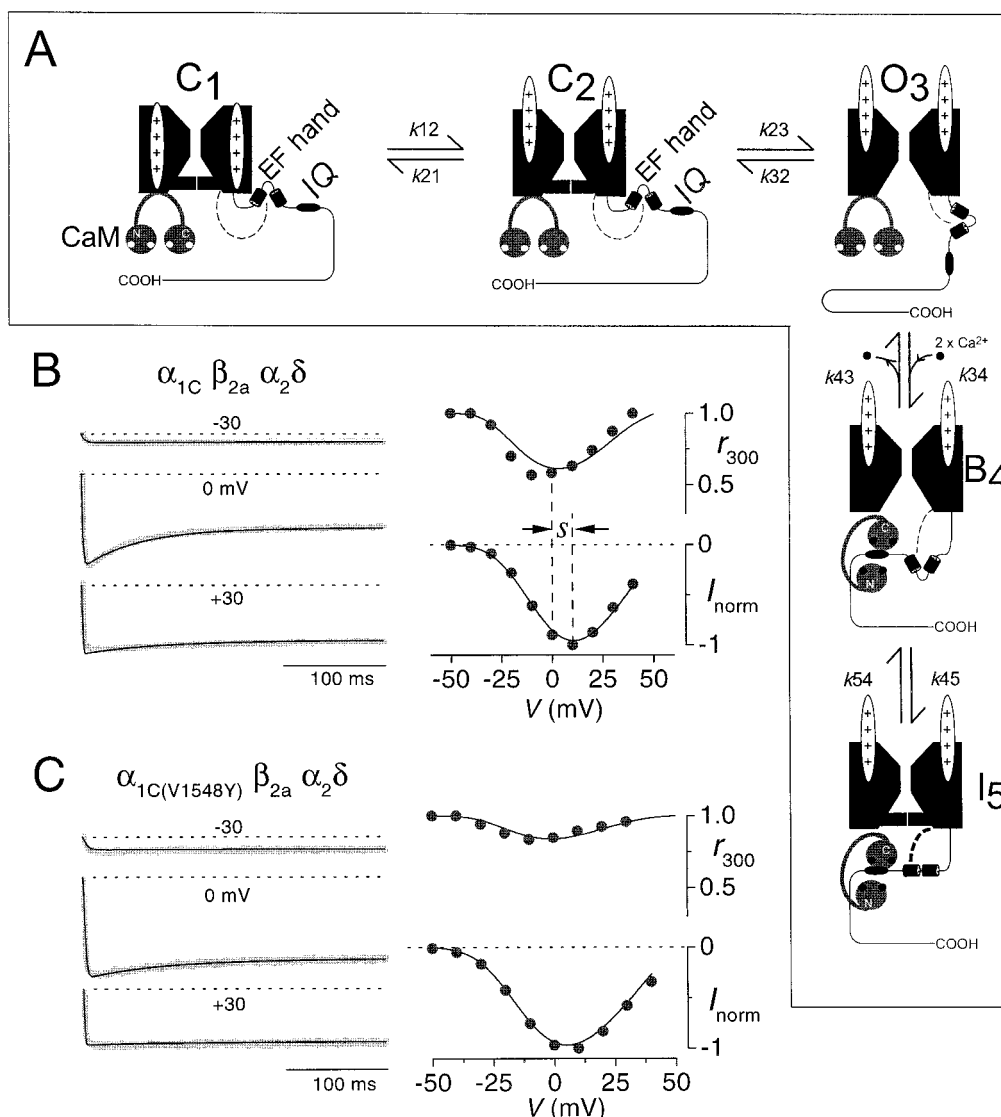 A
C1
C2
O3
k12
k21
k23
k32
EF hand
IQ
EF hand
IQ
+ + + +
+ + + +
+ + + +
+ + + +
+ + + +
+ + + +
CaM
N
C
COOH
COOH
COOH
2 x Ca2+
k43
k34
+ + + +
+ + + +
B4
C
N
COOH
k54
k45
+ + + +
+ + + +
I5
C
N
COOH
B
α1C β2a α2δ
-30
0 mV
+30
100 ms
1.0
r300
0.5
s
0
Inorm
-1
-50 -25 0 25 50
V (mV)
C
α1C(V1548Y) β2a α2δ
-30
0 mV
+30
100 ms
1.0
r300
0.5
0
Inorm
-1
-50 -25 0 25 50
V (mV)